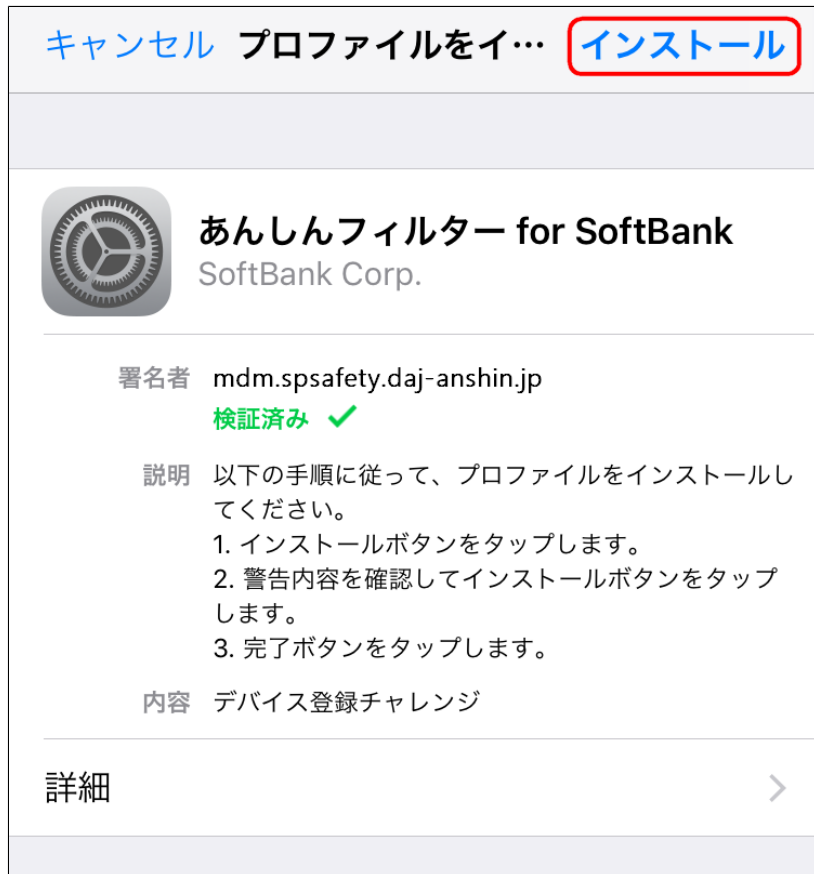 キャンセル プロファイルをイ… インストール
あんしんフィルター for SoftBank
SoftBank Corp.
署名者 mdm.spsafety.daj-anshin.jp
検証済み
説明 以下の手順に従って、プロファイルをインストールし
てください。
1. インストールボタンをタップします。
2. 警告内容を確認してインストールボタンをタップ
します。
3. 完了ボタンをタップします。
内容 デバイス登録チャレンジ
詳細